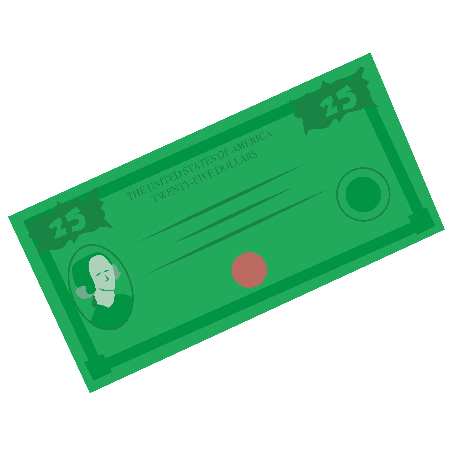 25
THE UNITED STATES OF AMERICA
TWENTY-FIVE DOLLARS
25